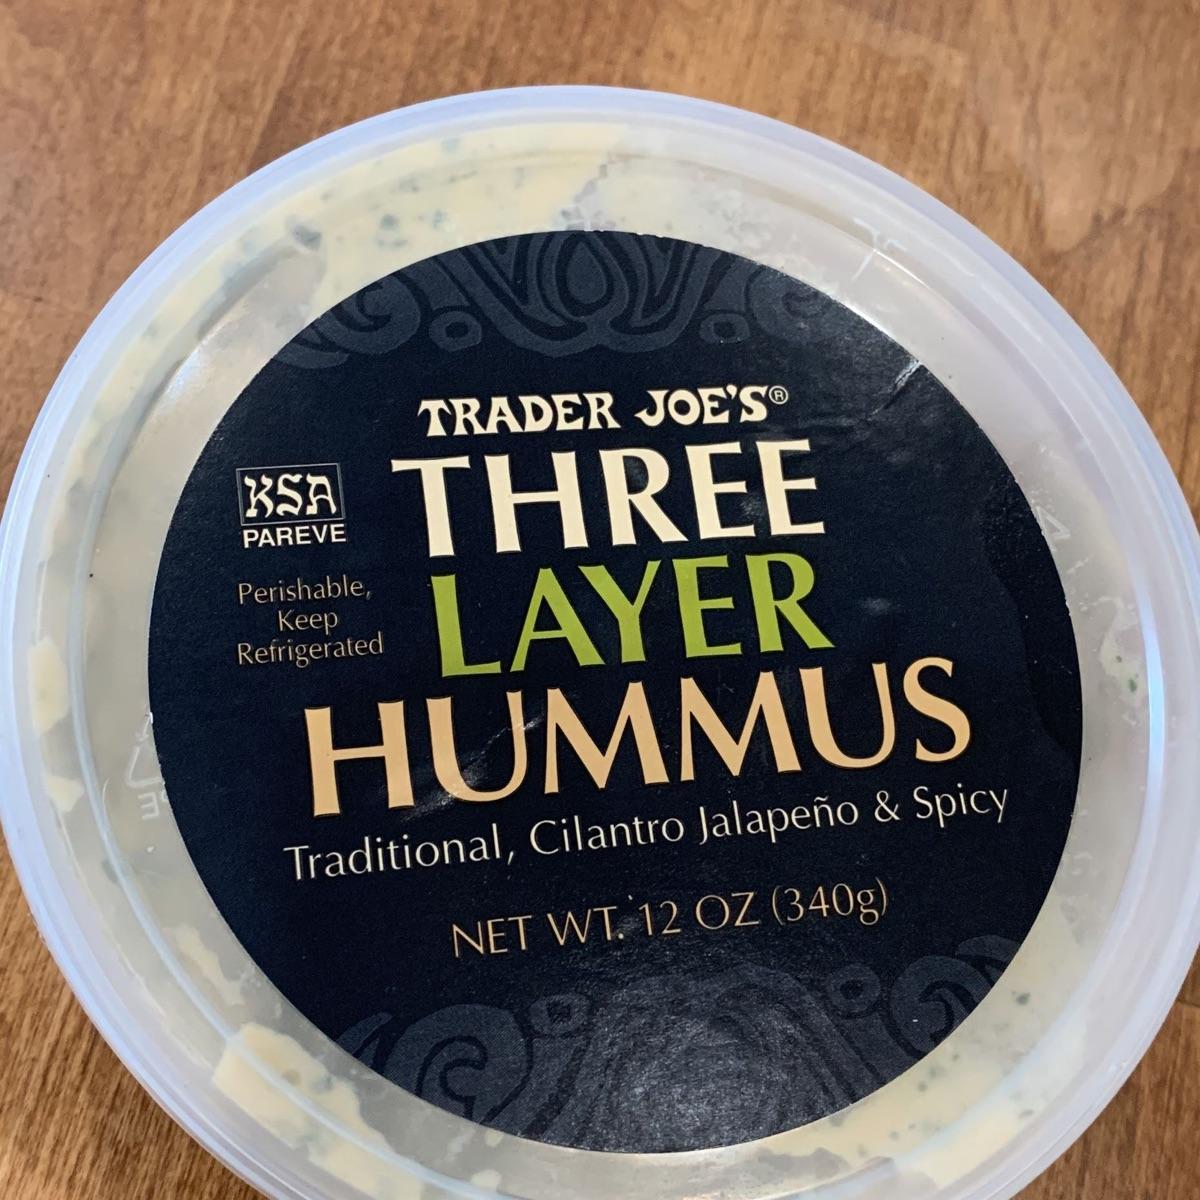 TRADER JOE'S®
THREE
LAYER
HUMMUS
Traditional, Cilantro Jalapeño & Spicy
NET WT. 12 OZ (340g)
KSA
PAREVE
Perishable,
Keep
Refrigerated